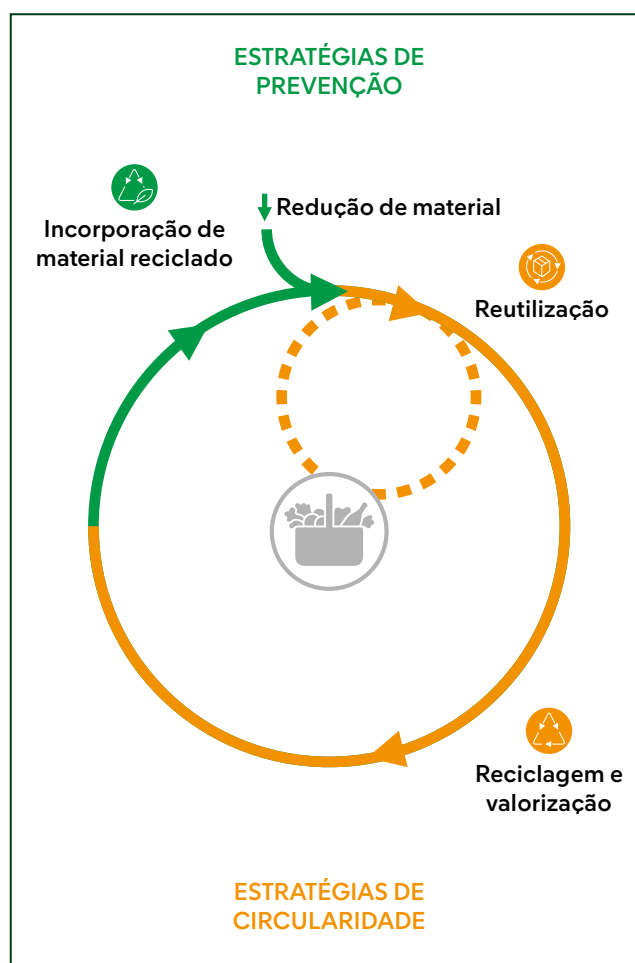 ESTRATÉGIAS DE
PREVENÇÃO
Redução de material
Incorporação de
material reciclado
Reutilização
Reciclagem e
valorização
ESTRATÉGIAS DE
CIRCULARIDADE